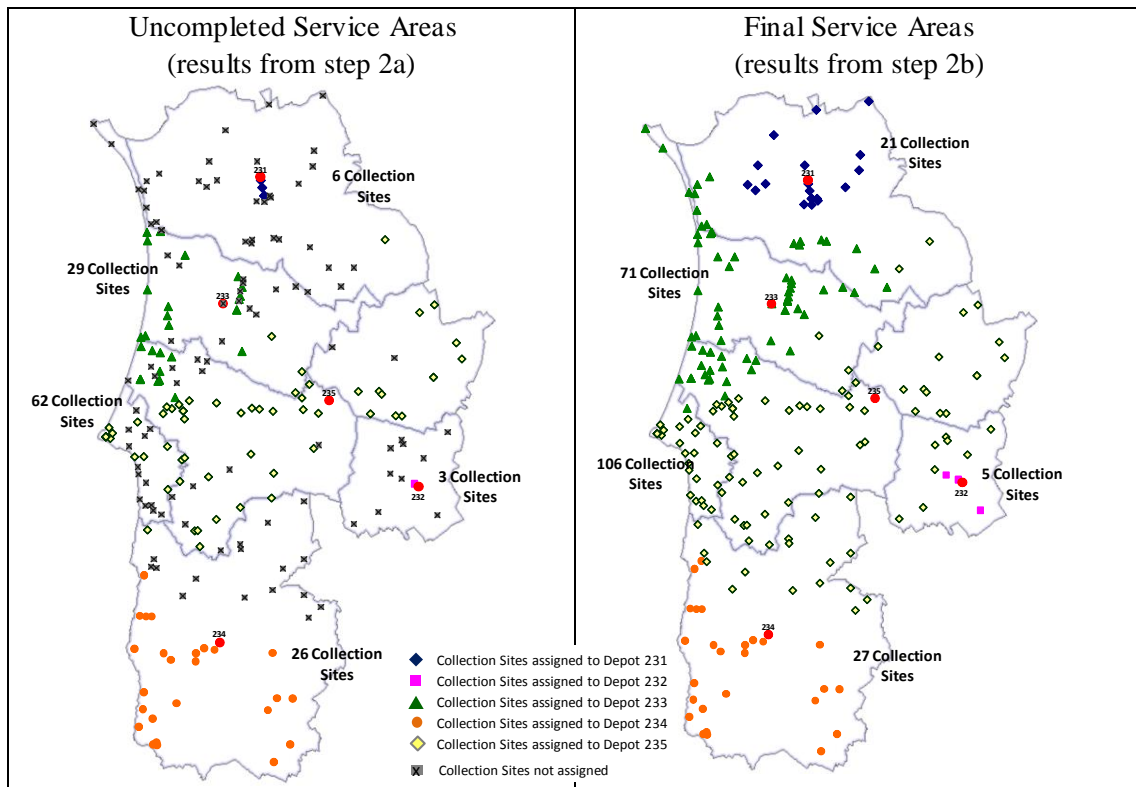 Uncompleted Service Areas
(results from step 2a)
231
6 Collection
Sites
29 Collection
Sites
233
62 Collection
Sites
235
3 Collection
Sites
232
234
26 Collection
Sites
Final Service Areas
(results from step 2b)
21 Collection
Sites
231
71 Collection
Sites
233
235
106 Collection
Sites
5 Collection
Sites
232
234
27 Collection
Sites
Collection Sites assigned to Depot 231
Collection Sites assigned to Depot 232
Collection Sites assigned to Depot 233
Collection Sites assigned to Depot 234
Collection Sites assigned to Depot 235
Collection Sites not assigned